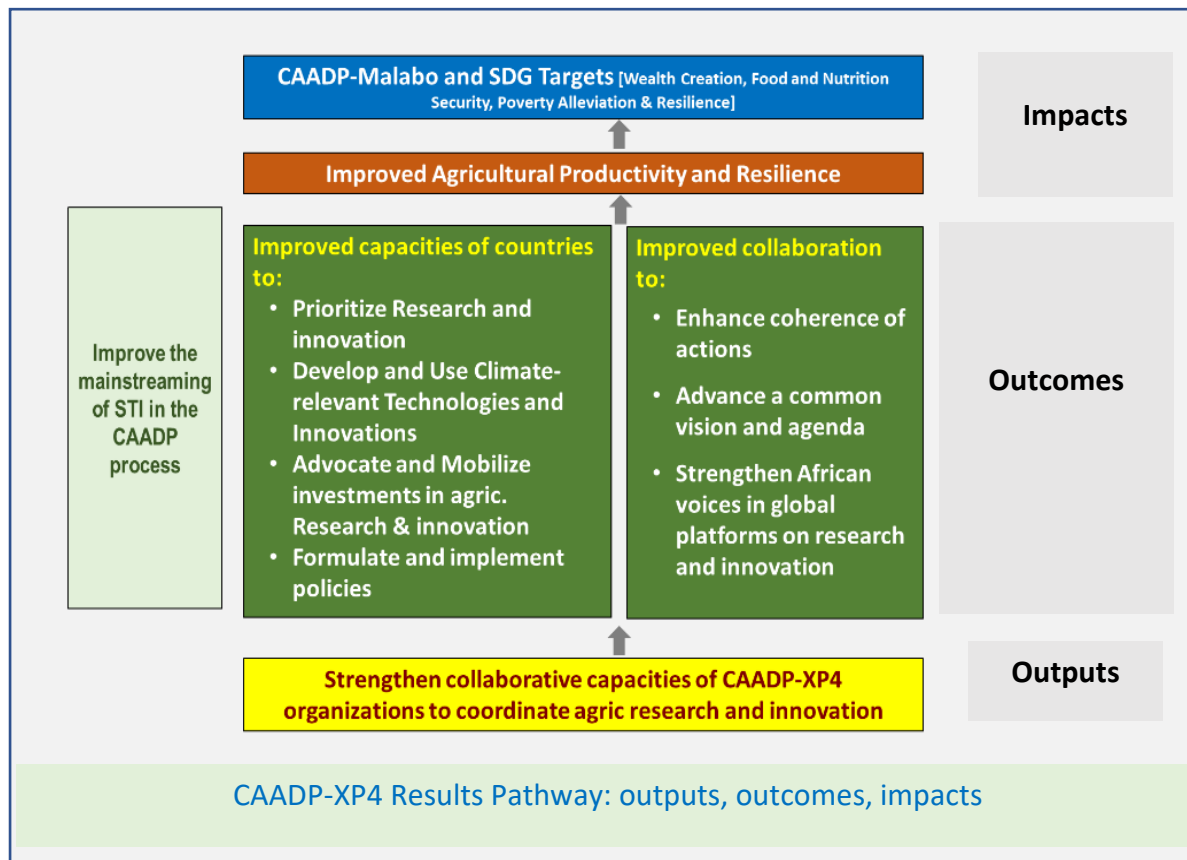 CAADP-Malabo and SDG Targets [Wealth Creation, Food and Nutrition
Security, Poverty Alleviation & Resilience]
Impacts
Improved Agricultural Productivity and Resilience
Improve the
mainstreaming
of STI in the
CAADP
process
Improved capacities of countries
to:
• Prioritize Research and
innovation
• Develop and Use Climate-
relevant Technologies and
Innovations
• Advocate and Mobilize
investments in agric.
Research & innovation
• Formulate and implement
policies
Improved collaboration
to:
• Enhance coherence of
actions
• Advance a common
vision and agenda
• Strengthen African
voices in global
platforms on research
and innovation
Outcomes
Strengthen collaborative capacities of CAADP-XP4
organizations to coordinate agric research and innovation
Outputs
CAADP-XP4 Results Pathway: outputs, outcomes, impacts